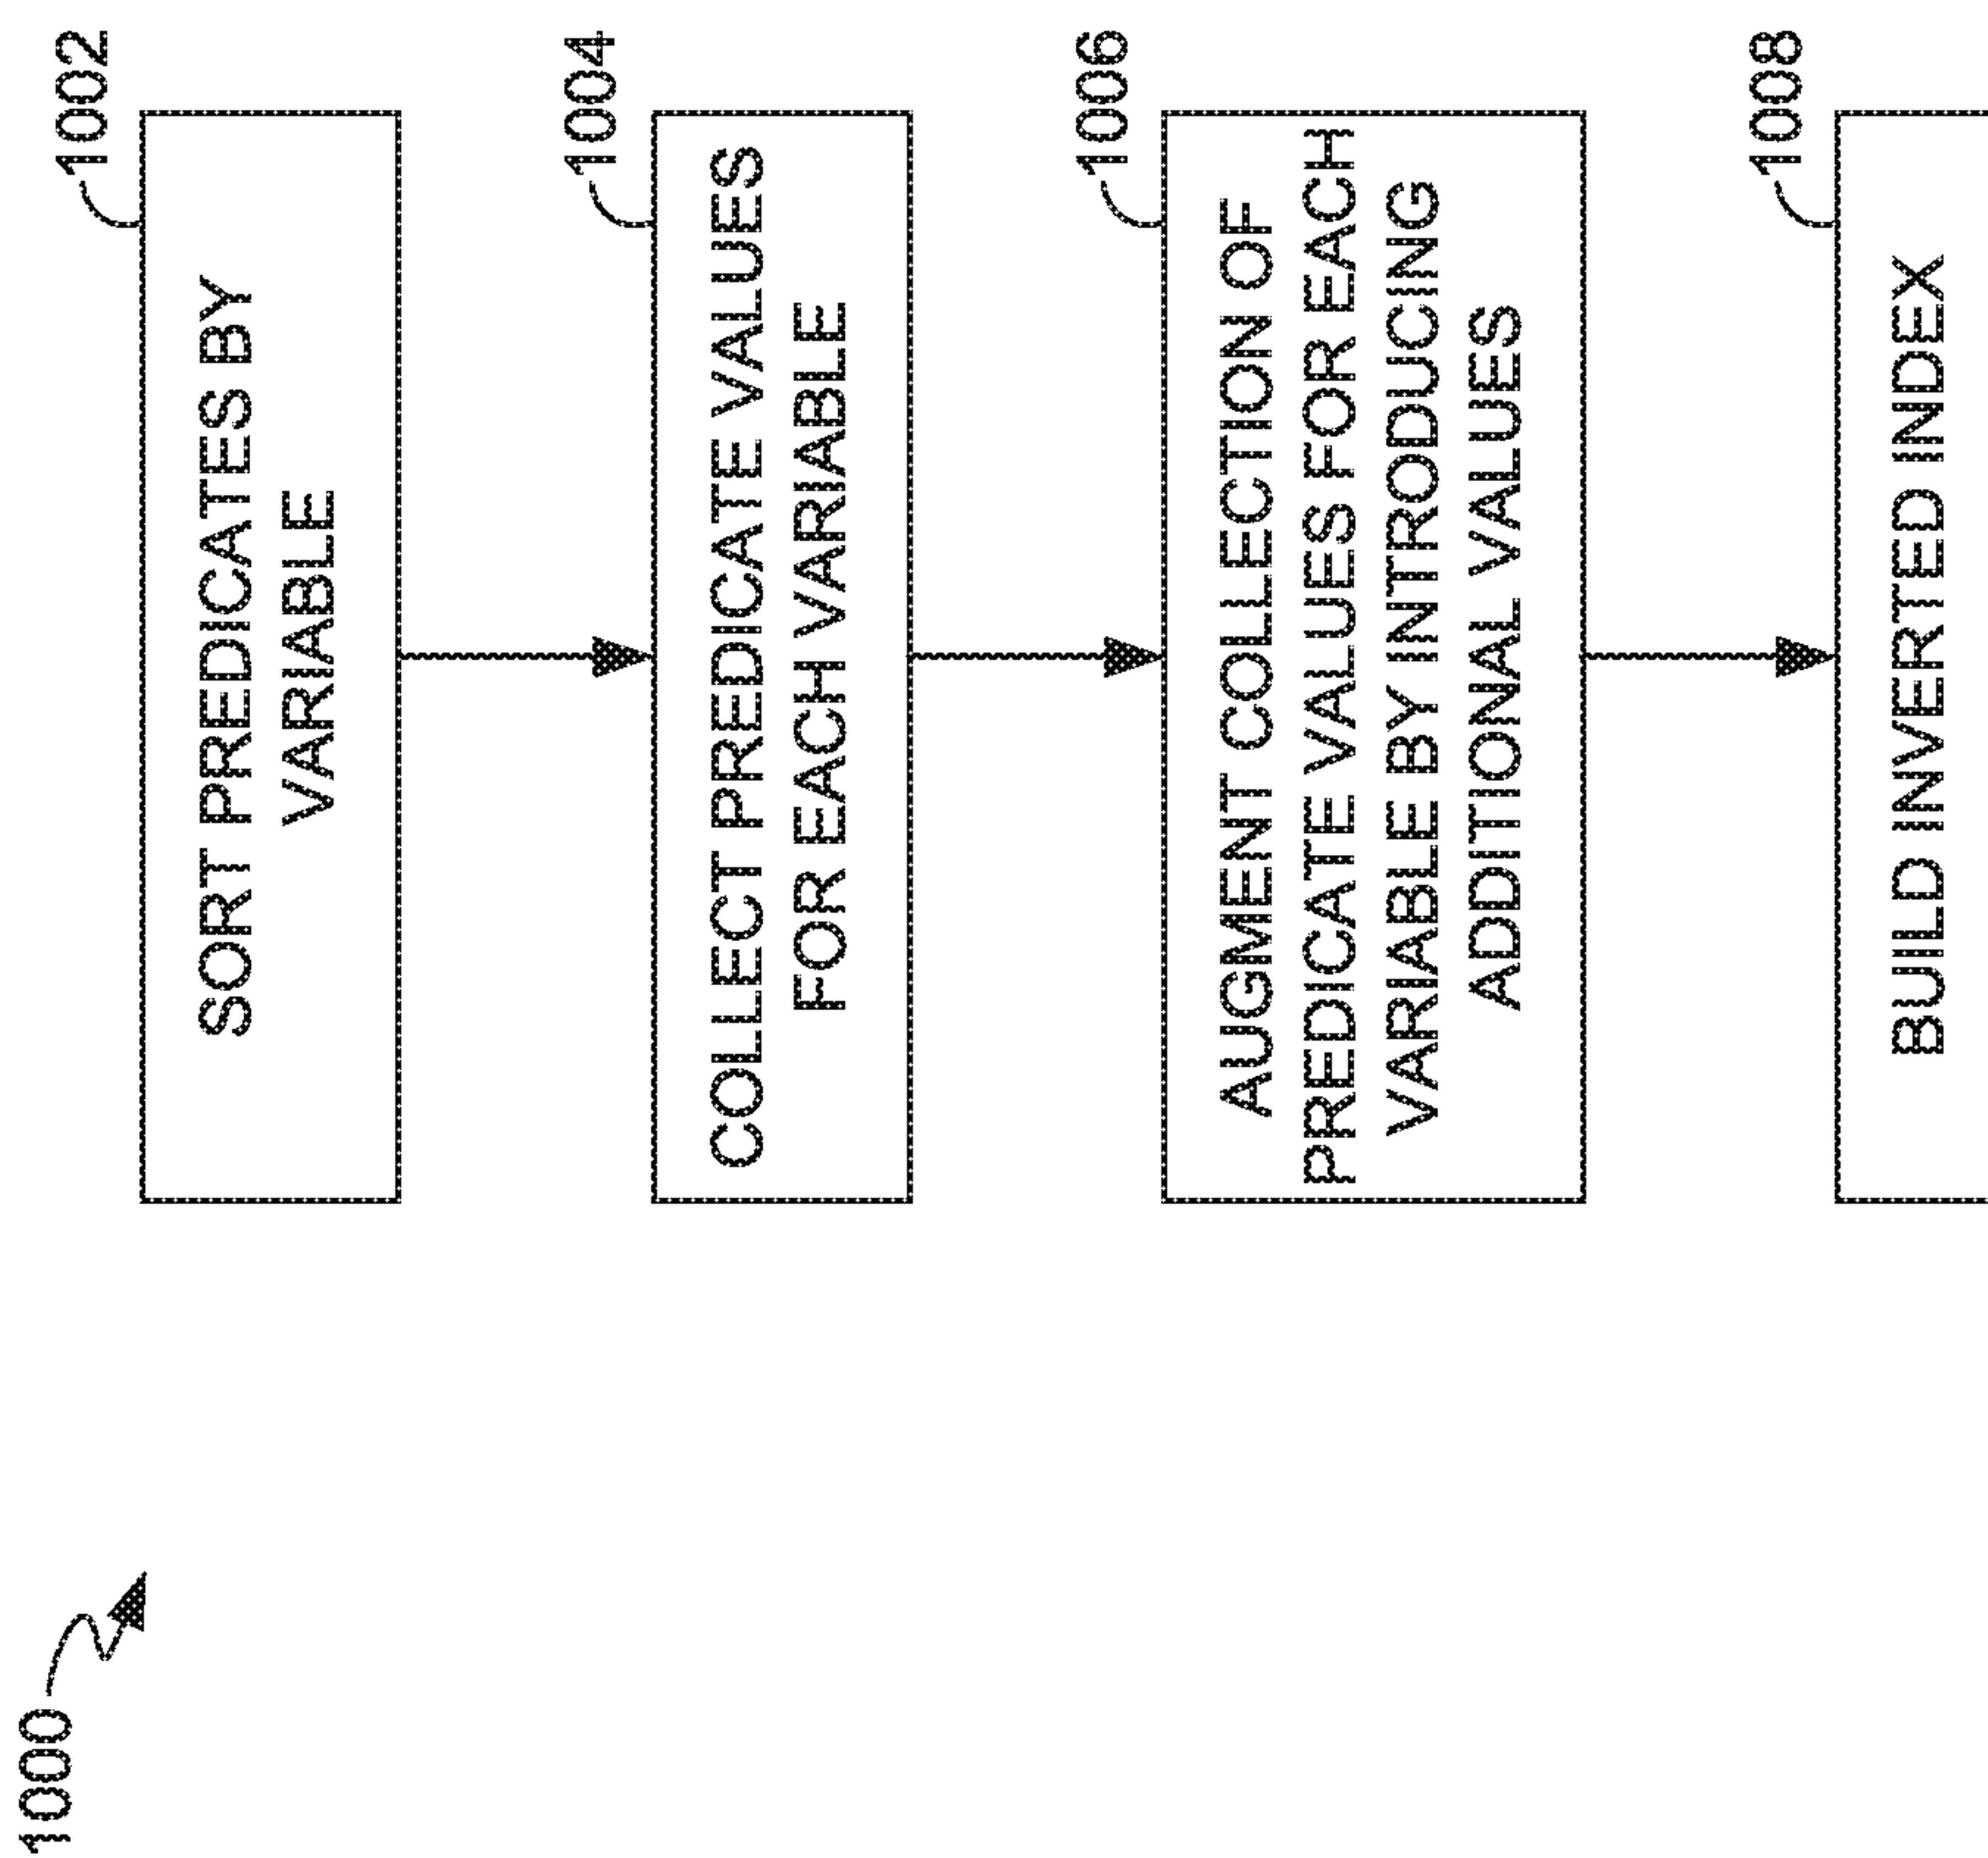 1000
1002
SORT PREDICATES BY
VARIABLE
1004
COLLECT PREDICATE VALUES
FOR EACH VARIABLE
1006
AUGMENT COLLECTION OF
PREDICATE VALUES FOR EACH
VARIABLE BY INTRODUCING
ADDITIONAL VALUES
1008
BUILD INVERTED INDEX